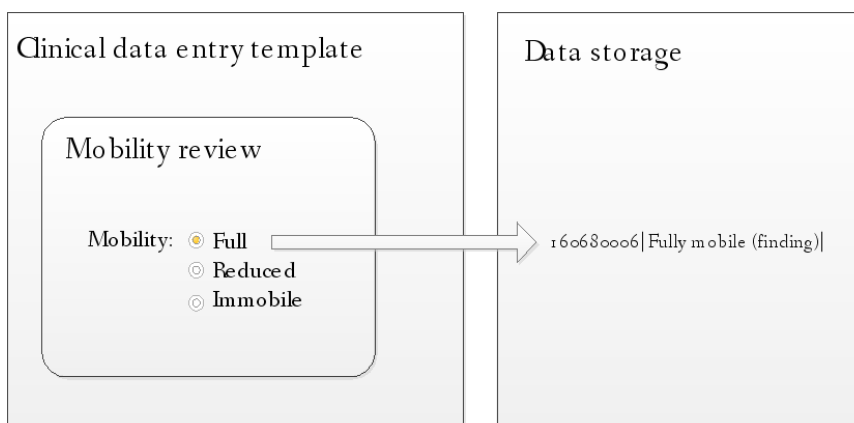 Clinical data entry template
Mobility review
Mobility: Full
Reduced
Immobile
Data storage
160680006| Fully mobile (finding)|